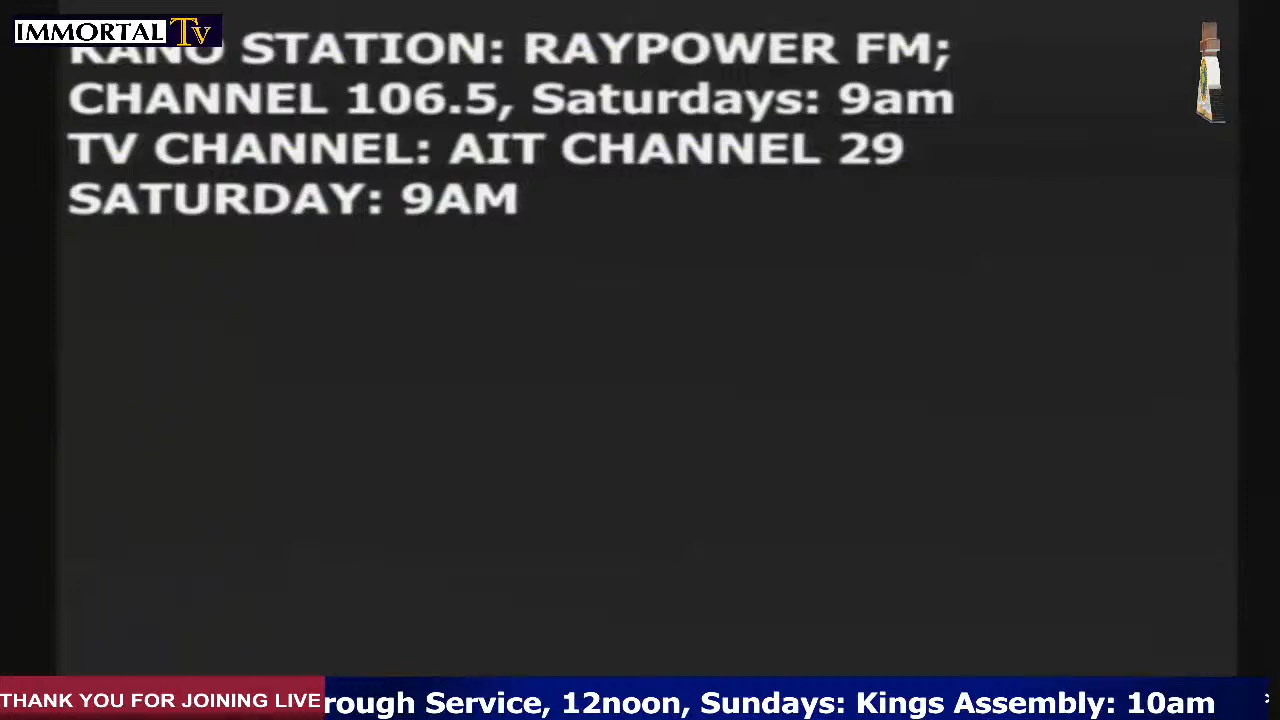 IMMORTAL Tv
KANO STATION: RAYPOWER FM;
CHANNEL 106.5, Saturdays: 9am
TV CHANNEL: AIT CHANNEL 29
SATURDAY: 9AM
THANK YOU FOR JOINING LIVE
rough Service, 12noon, Sundays: Kings Assembly: 10am